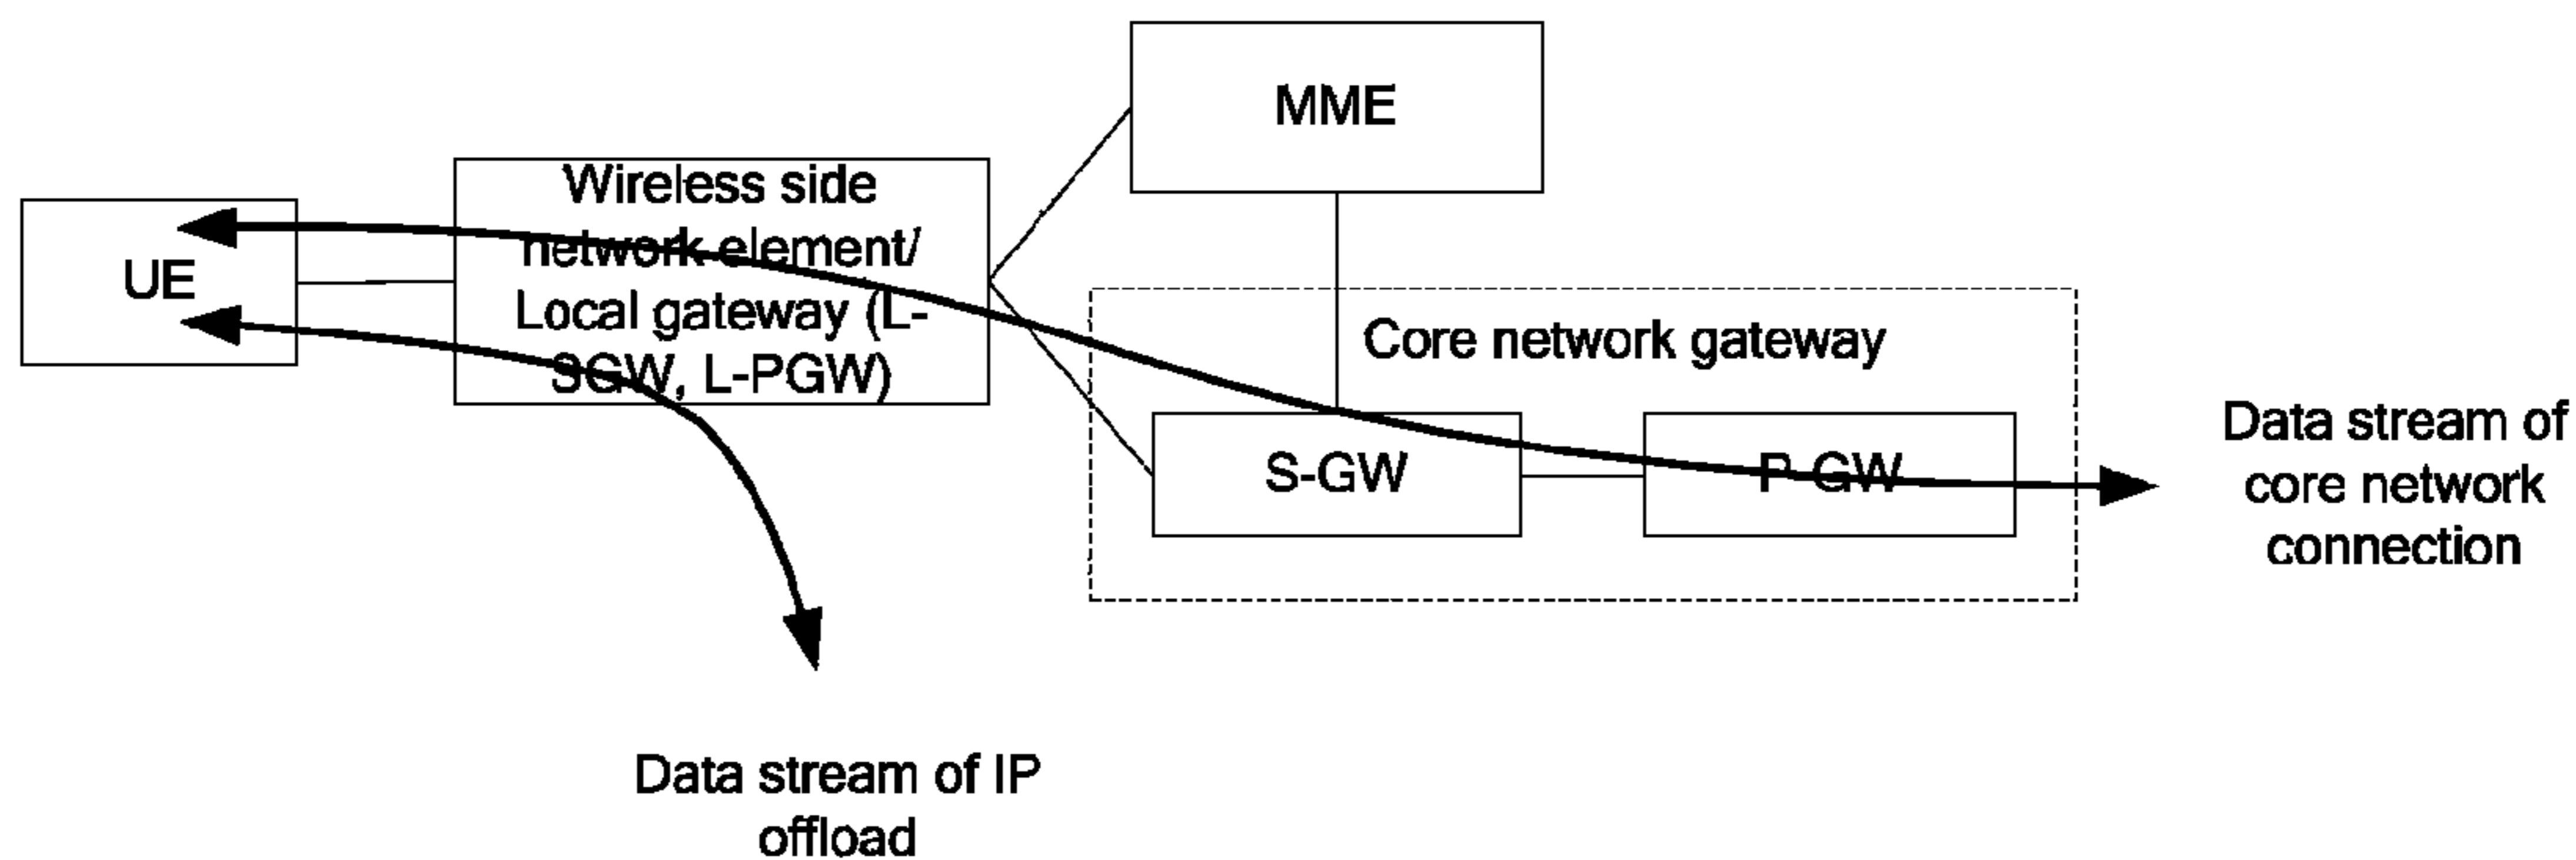 MME
Wireless side
network element/
Local gateway (L-
SGW, L-PGW)
UE
Core network gateway
S-GW
P-GW
Data stream of
core network
connection
Data stream of IP
offload